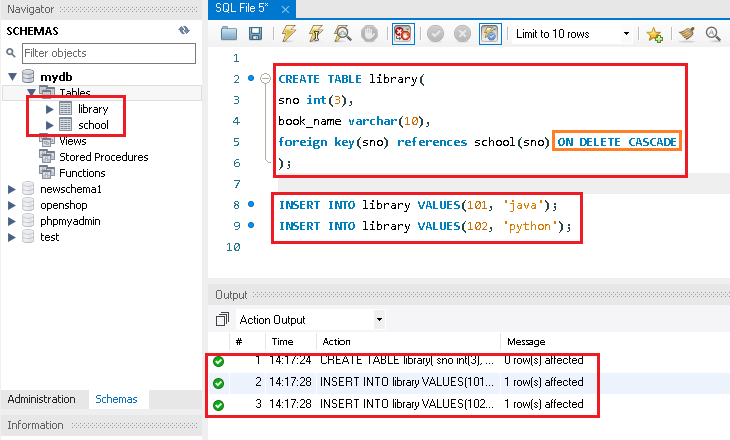 Navigator
SCHEMAS
Filter objects
mydb
Tables
library
school
Views
Stored Procedures
Functions
newschema1
openshop
phpmyadmin
test
Administration Schemas
Information
SQL File 5*
Limit to 10 rows
1
2 CREATE TABLE library(
3 sno int(3),
4 book_name varchar(10),
5 foreign key(sno) references school(sno) ON DELETE CASCADE
6 );
7
8 INSERT INTO library VALUES(101, 'java');
9 INSERT INTO library VALUES(102, 'python');
10
Output
Action Output
# Time Action Message
1 14:17:24 CREATE TABLE library( sno int(3), ... 0 row(s) affected
2 14:17:28 INSERT INTO library VALUES(101... 1 row(s) affected
3 14:17:28 INSERT INTO library VALUES(102... 1 row(s) affected